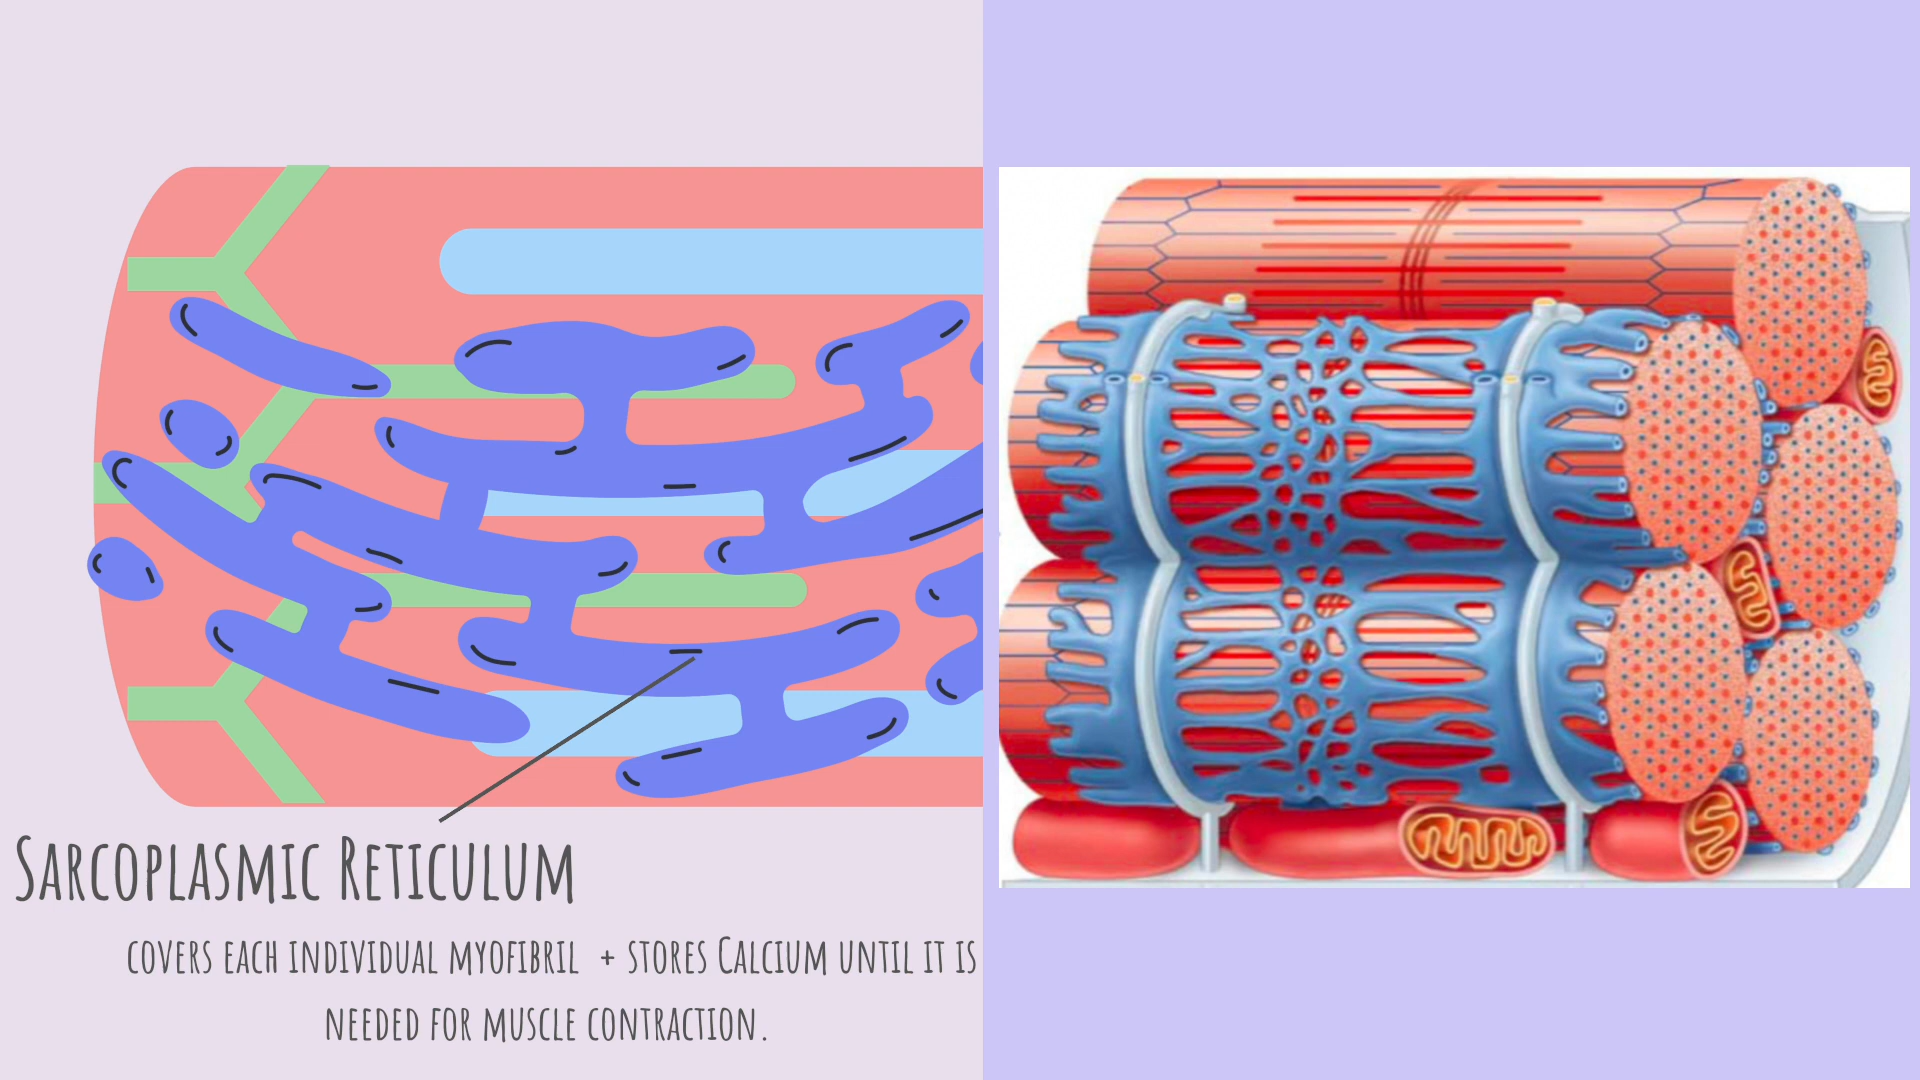 Sarcoplasmic Reticulum
covers each individual myofibril + stores Calcium until it is
needed for muscle contraction.